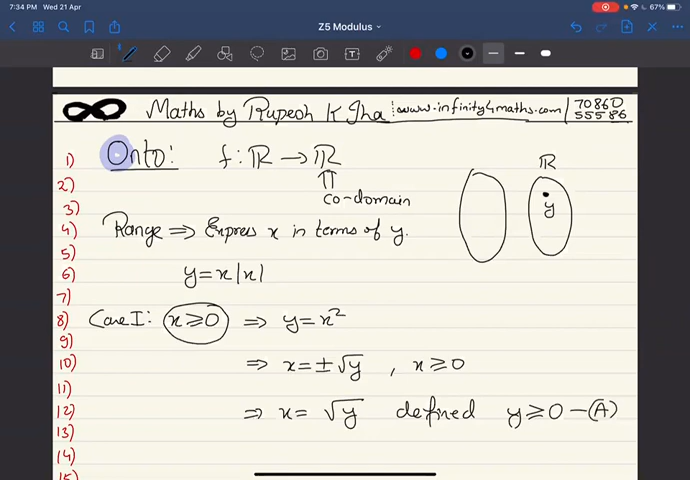 7:34 PM Wed 21 Apr
67%
Z5 Modulus
Maths by Rupesh K Jha www.infinity4maths.com 70860 55586
1) Onto: f: ℝ → ℝ ℝ
2)
co-domain y
3)
4) Range ⇒ Express x in terms of y.
5)
6) y = x|x|
7)
8) Case I: x ≥ 0 ⇒ y = x²
9)
10) ⇒ x = ± √y , x ≥ 0
11)
12) ⇒ x = √y defined y ≥ 0 – (A)
13)
14)
15)